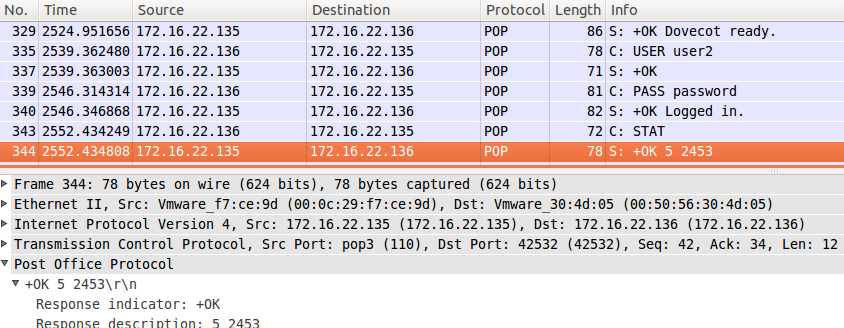 No. Time Source Destination Protocol Length Info
329 2524.951656 172.16.22.135 172.16.22.136 POP 86 S: +OK Dovecot ready.
335 2539.362480 172.16.22.136 172.16.22.135 POP 78 C: USER user2
337 2539.363003 172.16.22.135 172.16.22.136 POP 71 S: +OK
339 2546.314314 172.16.22.136 172.16.22.135 POP 81 C: PASS password
340 2546.346868 172.16.22.135 172.16.22.136 POP 82 S: +OK Logged in.
343 2552.434249 172.16.22.136 172.16.22.135 POP 72 C: STAT
344 2552.434808 172.16.22.135 172.16.22.136 POP 78 S: +OK 5 2453
Frame 344: 78 bytes on wire (624 bits), 78 bytes captured (624 bits)
Ethernet II, Src: Vmware_f7:ce:9d (00:0c:29:f7:ce:9d), Dst: Vmware_30:4d:05 (00:50:56:30:4d:05)
Internet Protocol Version 4, Src: 172.16.22.135 (172.16.22.135), Dst: 172.16.22.136 (172.16.22.136)
Transmission Control Protocol, Src Port: pop3 (110), Dst Port: 42532 (42532), Seq: 42, Ack: 34, Len: 12
Post Office Protocol
+OK 5 2453\r\n
Response indicator: +OK
Response description: 5 2453